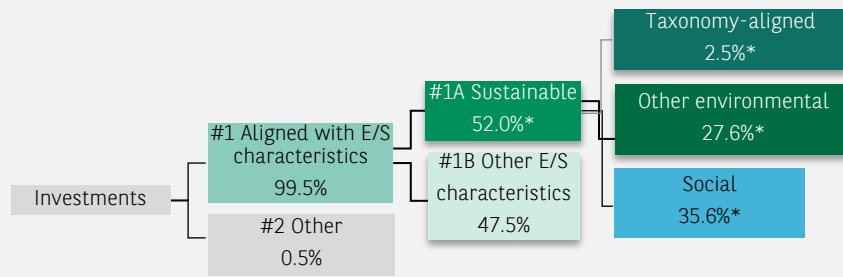 Investments
#1 Aligned with E/S
characteristics
99.5%
#2 Other
0.5%
#1A Sustainable
52.0%*
#1B Other E/S
characteristics
47.5%
Taxonomy-aligned
2.5%*
Other environmental
27.6%*
Social
35.6%*